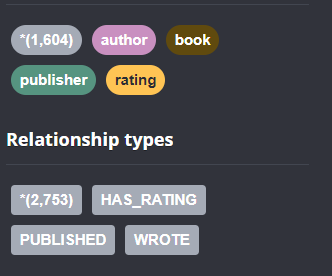 *(1,604) author book
publisher rating
Relationship types
*(2,753) HAS_RATING
PUBLISHED WROTE